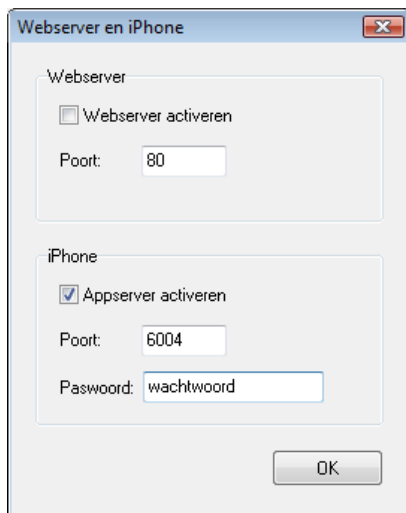 Webserver en iPhone
Webserver
Webserver activeren
Poort: 80
iPhone
Appserver activeren
Poort: 6004
Paswoord: wachtwoord
OK